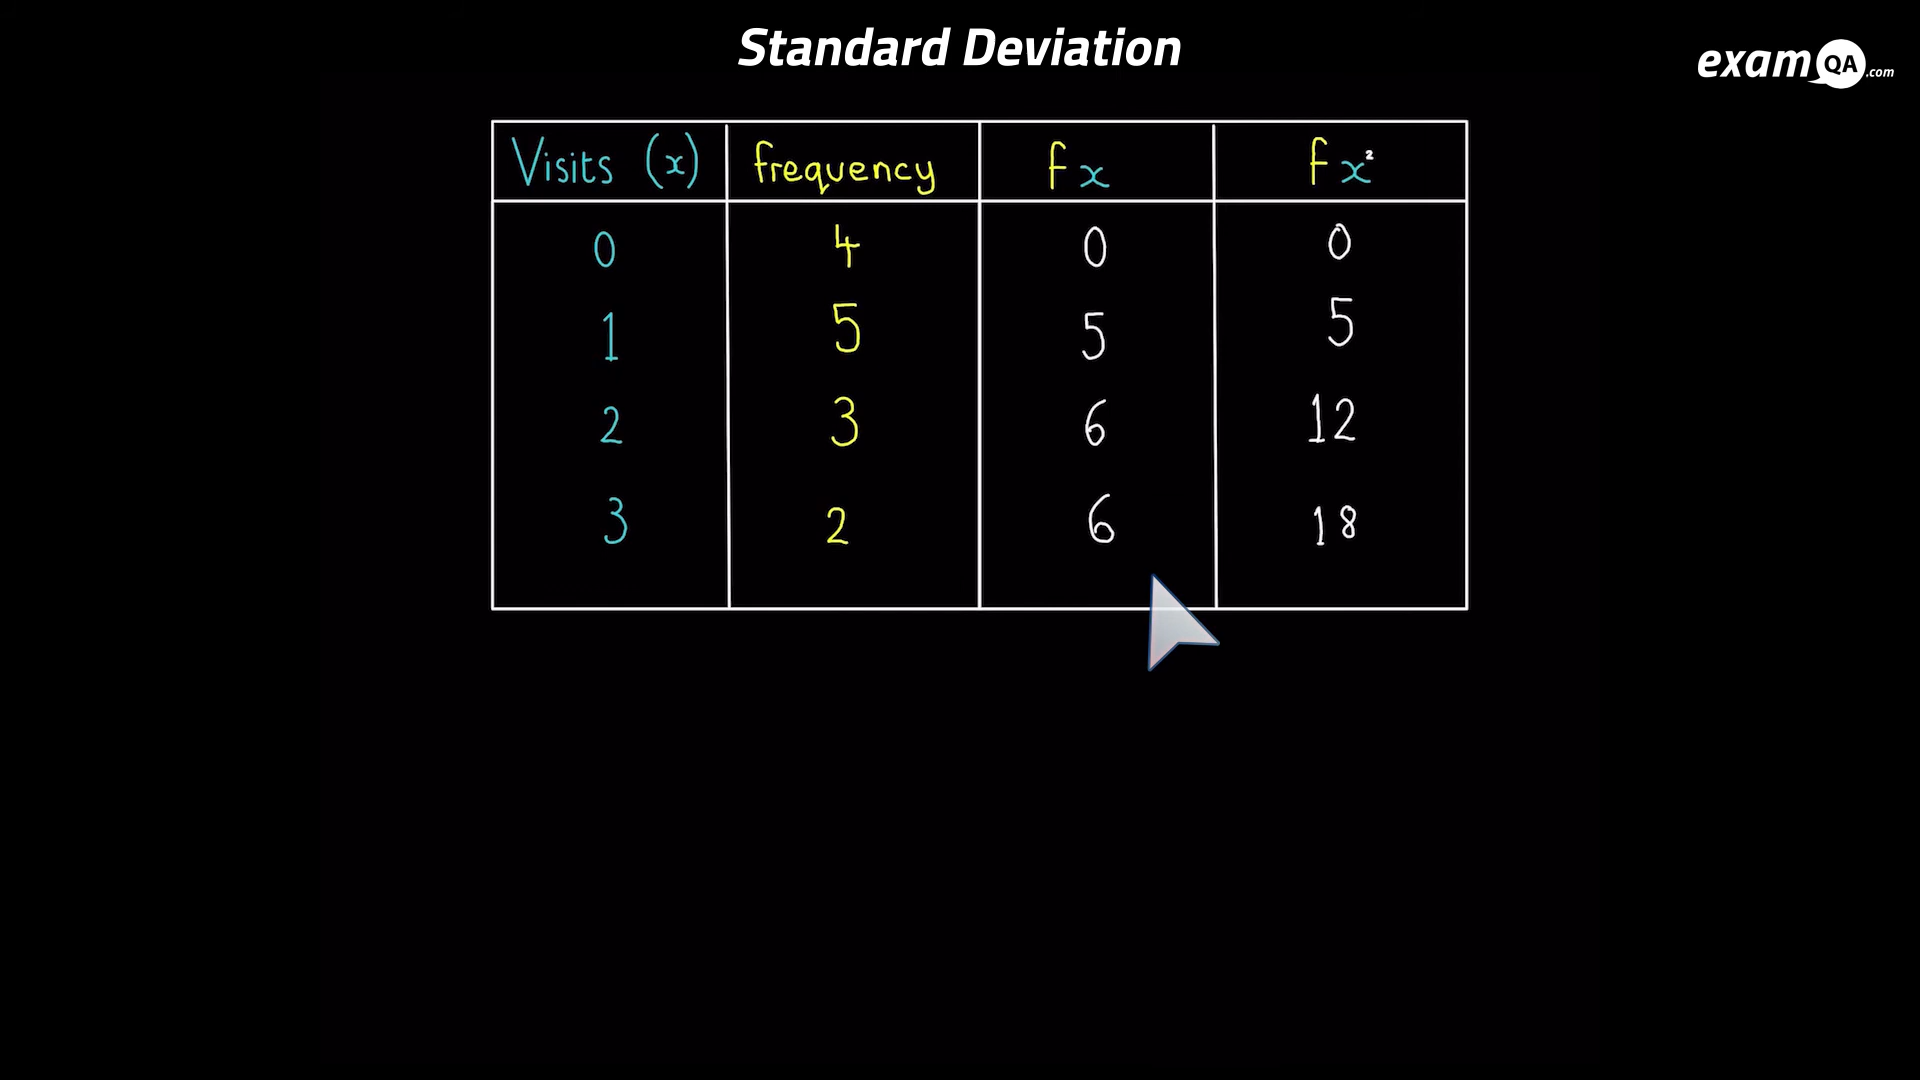 Standard Deviation
examQA.com
Visits (x) frequency fx fx²
0 4 0 0
1 5 5 5
2 3 6 12
3 2 6 18